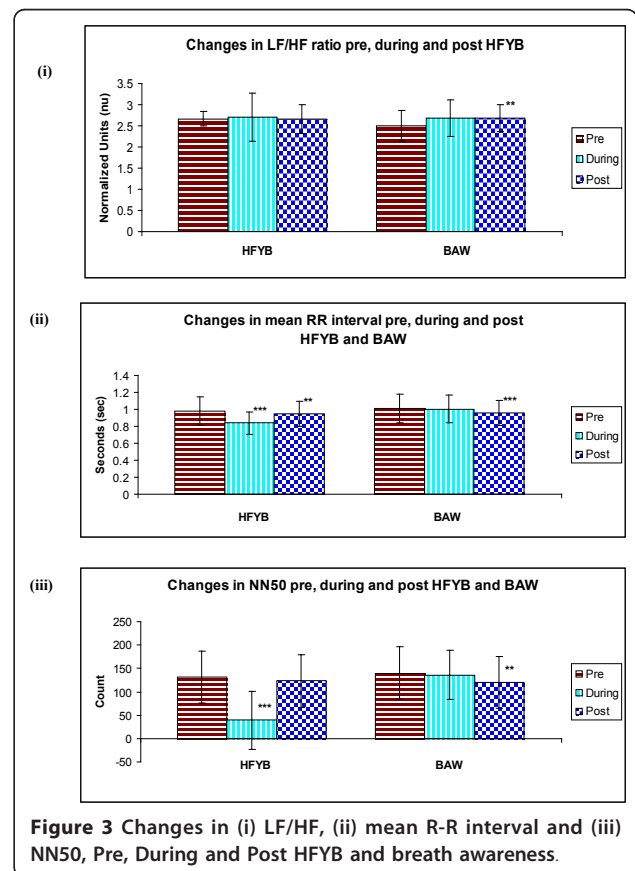 Changes in LF/HF ratio pre, during and post HFYB
(i)
Normalized Units (nu)
3.5
3
2.5
2
1.5
1
0.5
0
**
HFYB
BAW
Pre
During
Post
Changes in mean RR interval pre, during and post
HFYB and BAW
(ii)
Seconds (sec)
1.4
1.2
1
0.8
0.6
0.4
0.2
0
***
**
***
HFYB
BAW
Pre
During
Post
Changes in NN50 pre, during and post HFYB and BAW
(iii)
Count
250
200
150
100
50
0
-50
***
**
HFYB
BAW
Pre
During
Post
Figure 3 Changes in (i) LF/HF, (ii) mean R-R interval and (iii)
NN50, Pre, During and Post HFYB and breath awareness.